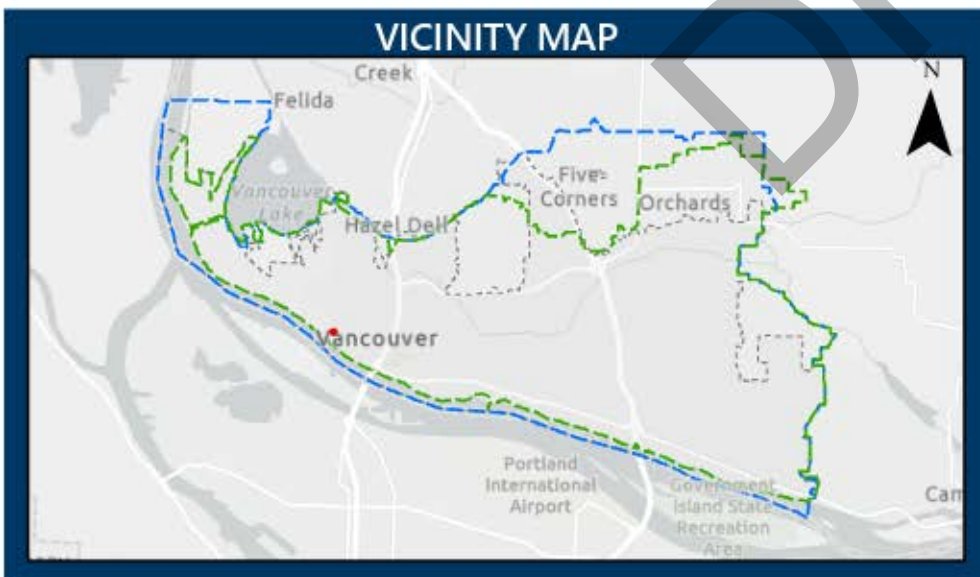 VICINITY MAP
Creek
N
Felida
Vancouver
Lake
Five
Corners
Orchards
Hazel Dell
Vancouver
Portland
International
Airport
Government
Island State
Recreation
Area
Cam